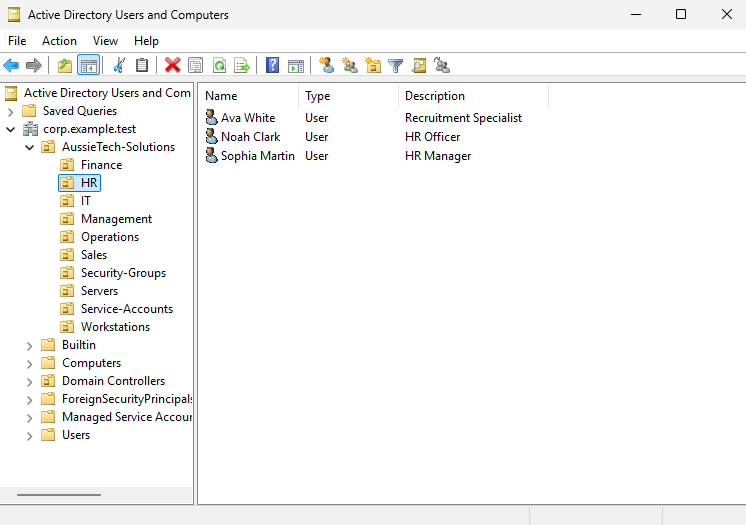 Active Directory Users and Computers
File Action View Help
Active Directory Users and Com
Saved Queries
corp.example.test
AussieTech-Solutions
Finance
HR
IT
Management
Operations
Sales
Security-Groups
Servers
Service-Accounts
Workstations
Builtin
Computers
Domain Controllers
ForeignSecurityPrincipals
Managed Service Accour
Users
Name Type Description
Ava White User Recruitment Specialist
Noah Clark User HR Officer
Sophia Martin User HR Manager